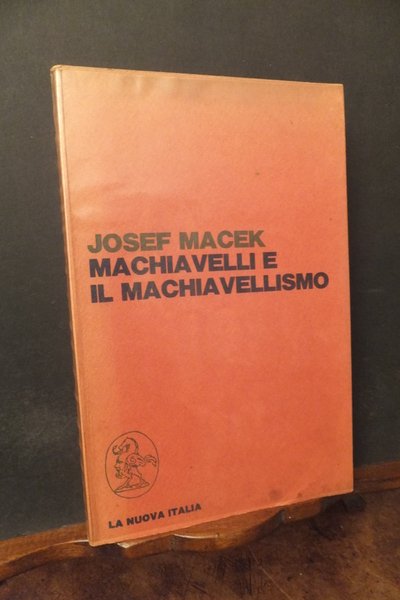 JOSEF MACEK
MACHIAVELLI E
IL MACHIAVELLISMO
LA NUOVA ITALIA